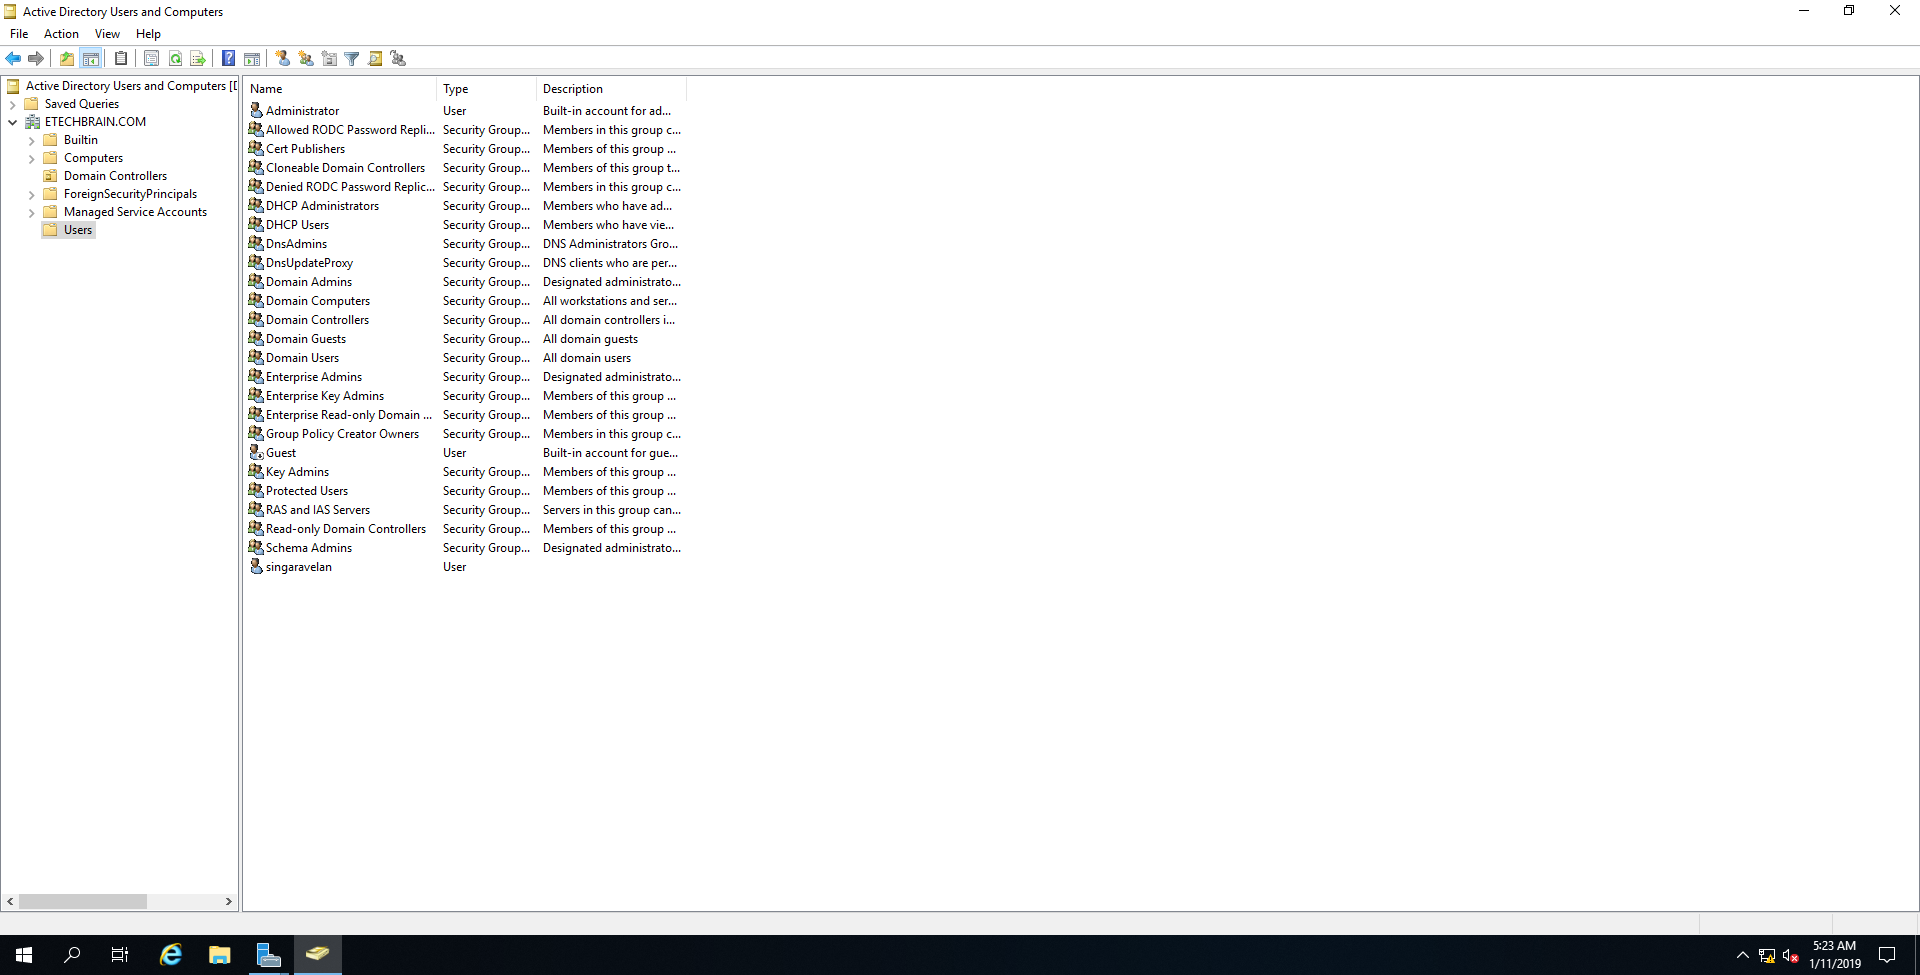 Active Directory Users and Computers
File Action View Help
Active Directory Users and Computers [D
Saved Queries
ETECHBRAIN.COM
Builtin
Computers
Domain Controllers
ForeignSecurityPrincipals
Managed Service Accounts
Users
Name Type Description
Administrator User Built-in account for ad...
Allowed RODC Password Repli... Security Group... Members in this group c...
Cert Publishers Security Group... Members of this group ...
Cloneable Domain Controllers Security Group... Members of this group t...
Denied RODC Password Replic... Security Group... Members in this group c...
DHCP Administrators Security Group... Members who have ad...
DHCP Users Security Group... Members who have vie...
DnsAdmins Security Group... DNS Administrators Gro...
DnsUpdateProxy Security Group... DNS clients who are per...
Domain Admins Security Group... Designated administrato...
Domain Computers Security Group... All workstations and ser...
Domain Controllers Security Group... All domain controllers i...
Domain Guests Security Group... All domain guests
Domain Users Security Group... All domain users
Enterprise Admins Security Group... Designated administrato...
Enterprise Key Admins Security Group... Members of this group ...
Enterprise Read-only Domain ... Security Group... Members of this group ...
Group Policy Creator Owners Security Group... Members in this group c...
Guest User Built-in account for gue...
Key Admins Security Group... Members of this group ...
Protected Users Security Group... Members of this group ...
RAS and IAS Servers Security Group... Servers in this group can...
Read-only Domain Controllers Security Group... Members of this group ...
Schema Admins Security Group... Designated administrato...
singaravelan User
5:23 AM
1/11/2019